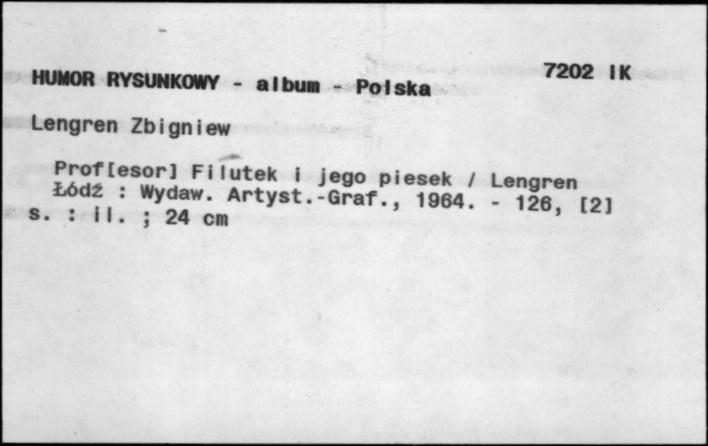 7202 IK
HUMOR RYSUNKOWY - album - Polska
Lengren Zbigniew
Prof[esor] Filutek i jego piesek / Lengren
Łódź : Wydaw. Artyst.-Graf., 1964. - 126, [2]
s. : il. ; 24 cm